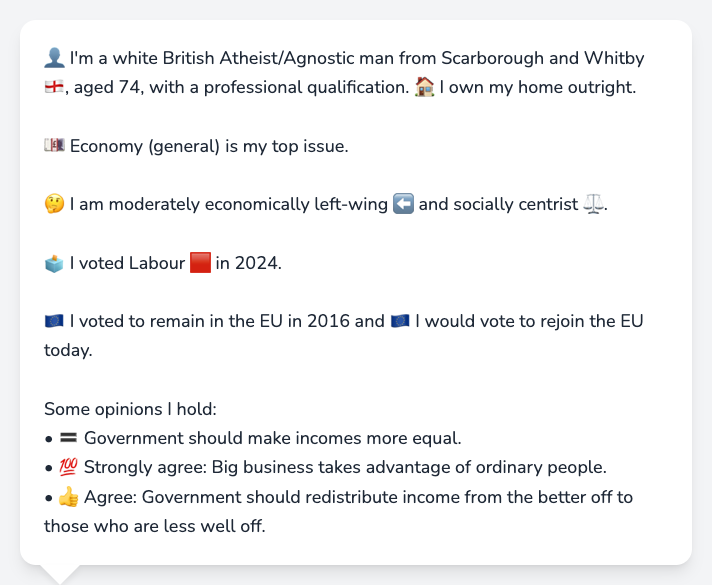 👤 I'm a white British Atheist/Agnostic man from Scarborough and Whitby
🏴󠁧󠁢󠁥󠁮󠁧󠁿, aged 74, with a professional qualification. 🏠 I own my home outright.
💷 Economy (general) is my top issue.
🤔 I am moderately economically left-wing ⬅️ and socially centrist ⚖️.
🗳️ I voted Labour 🟥 in 2024.
🇪🇺 I voted to remain in the EU in 2016 and 🇪🇺 I would vote to rejoin the EU
today.
Some opinions I hold:
• 🟰 Government should make incomes more equal.
• 💯 Strongly agree: Big business takes advantage of ordinary people.
• 👍 Agree: Government should redistribute income from the better off to
those who are less well off.